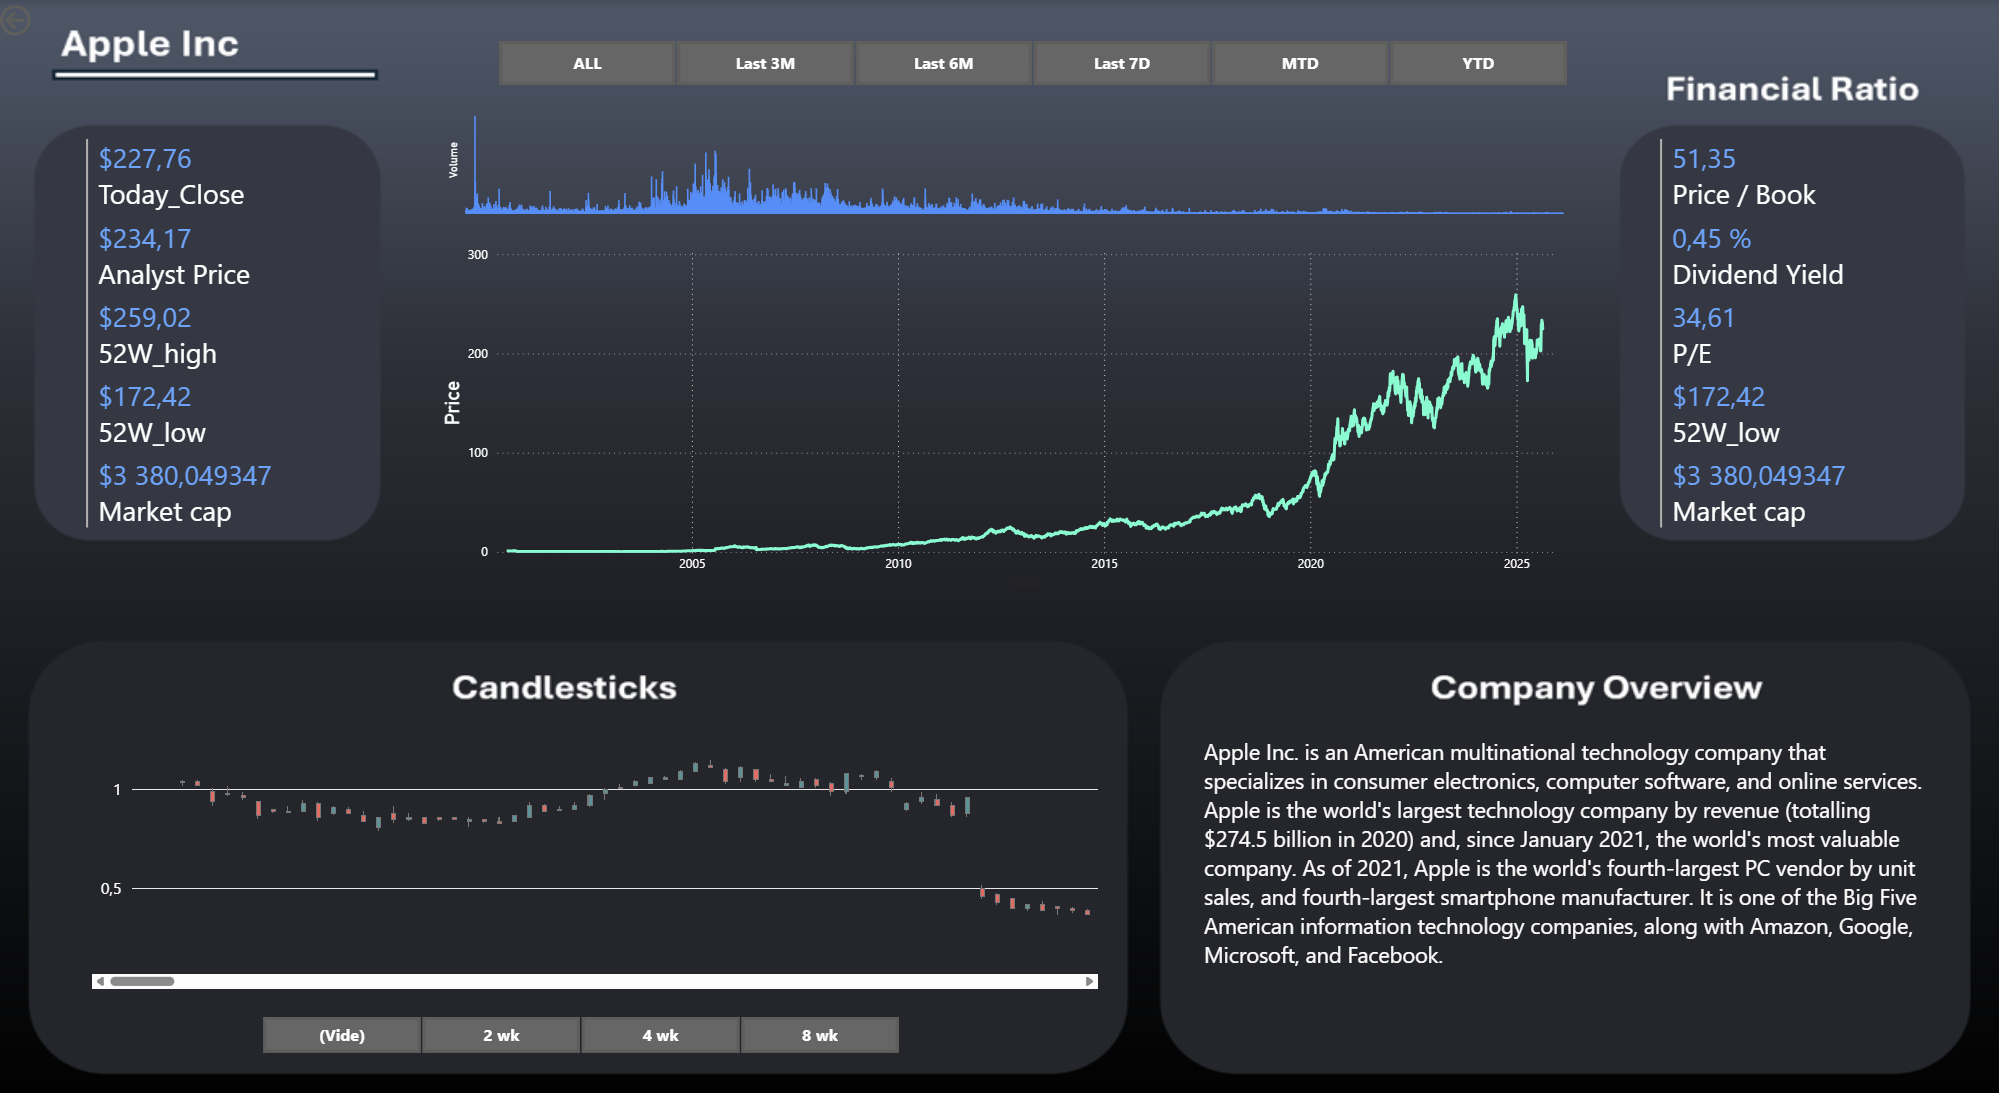 Apple Inc
ALL
Last 3M
Last 6M
Last 7D
MTD
YTD
Financial Ratio
$227,76
Today_Close
$234,17
Analyst Price
$259,02
52W_high
$172,42
52W_low
$3 380,049347
Market cap
Volume
300
200
100
0
Price
2005
2010
2015
2020
2025
51,35
Price / Book
0,45 %
Dividend Yield
34,61
P/E
$172,42
52W_low
$3 380,049347
Market cap
Candlesticks
1
0,5
(Vide)
2 wk
4 wk
8 wk
Company Overview
Apple Inc. is an American multinational technology company that
specializes in consumer electronics, computer software, and online services.
Apple is the world's largest technology company by revenue (totalling
$274.5 billion in 2020) and, since January 2021, the world's most valuable
company. As of 2021, Apple is the world's fourth-largest PC vendor by unit
sales, and fourth-largest smartphone manufacturer. It is one of the Big Five
American information technology companies, along with Amazon, Google,
Microsoft, and Facebook.